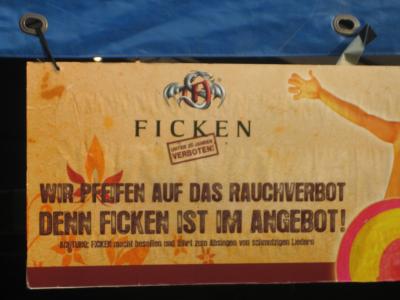 FICKEN
UNTER 18 JAHREN
VERBOTEN!
WIR PFEIFEN AUF DAS RAUCHVERBOT
DENN FICKEN IST IM ANGEBOT!
ACHTUNG: FICKEN macht besoffen und führt zum Absingen von schmutzigen Liedern